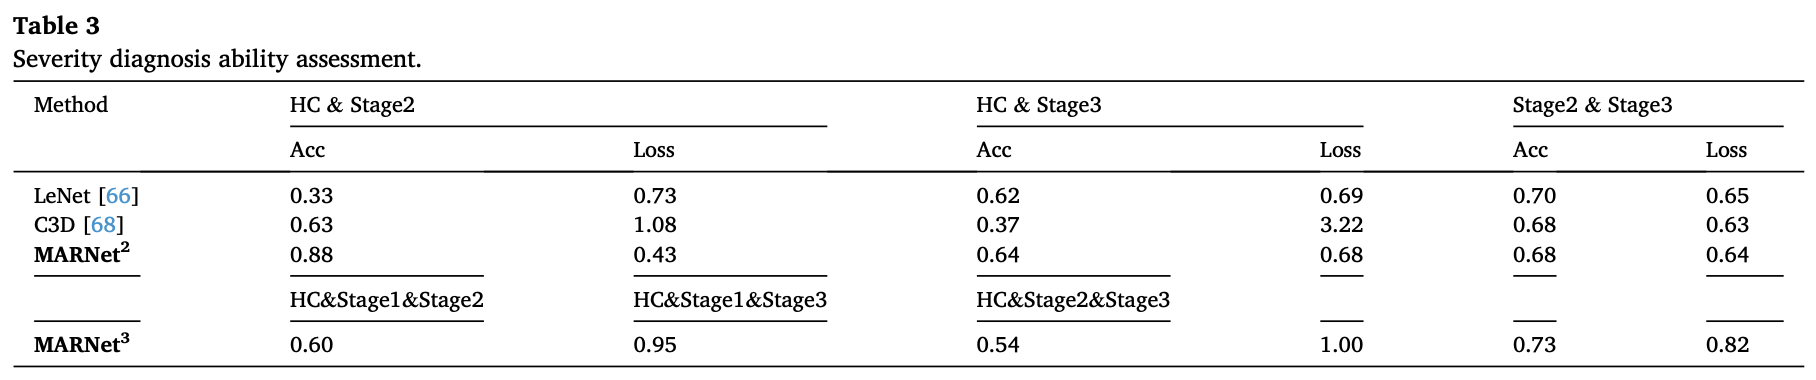 Table 3
Severity diagnosis ability assessment.
Method HC & Stage2 HC & Stage3 Stage2 & Stage3
Acc Loss Acc Loss Acc Loss
LeNet [66] 0.33 0.73 0.62 0.69 0.70 0.65
C3D [68] 0.63 1.08 0.37 3.22 0.68 0.63
MARNet² 0.88 0.43 0.64 0.68 0.68 0.64
HC&Stage1&Stage2 HC&Stage1&Stage3 HC&Stage2&Stage3
MARNet³ 0.60 0.95 0.54 1.00 0.73 0.82